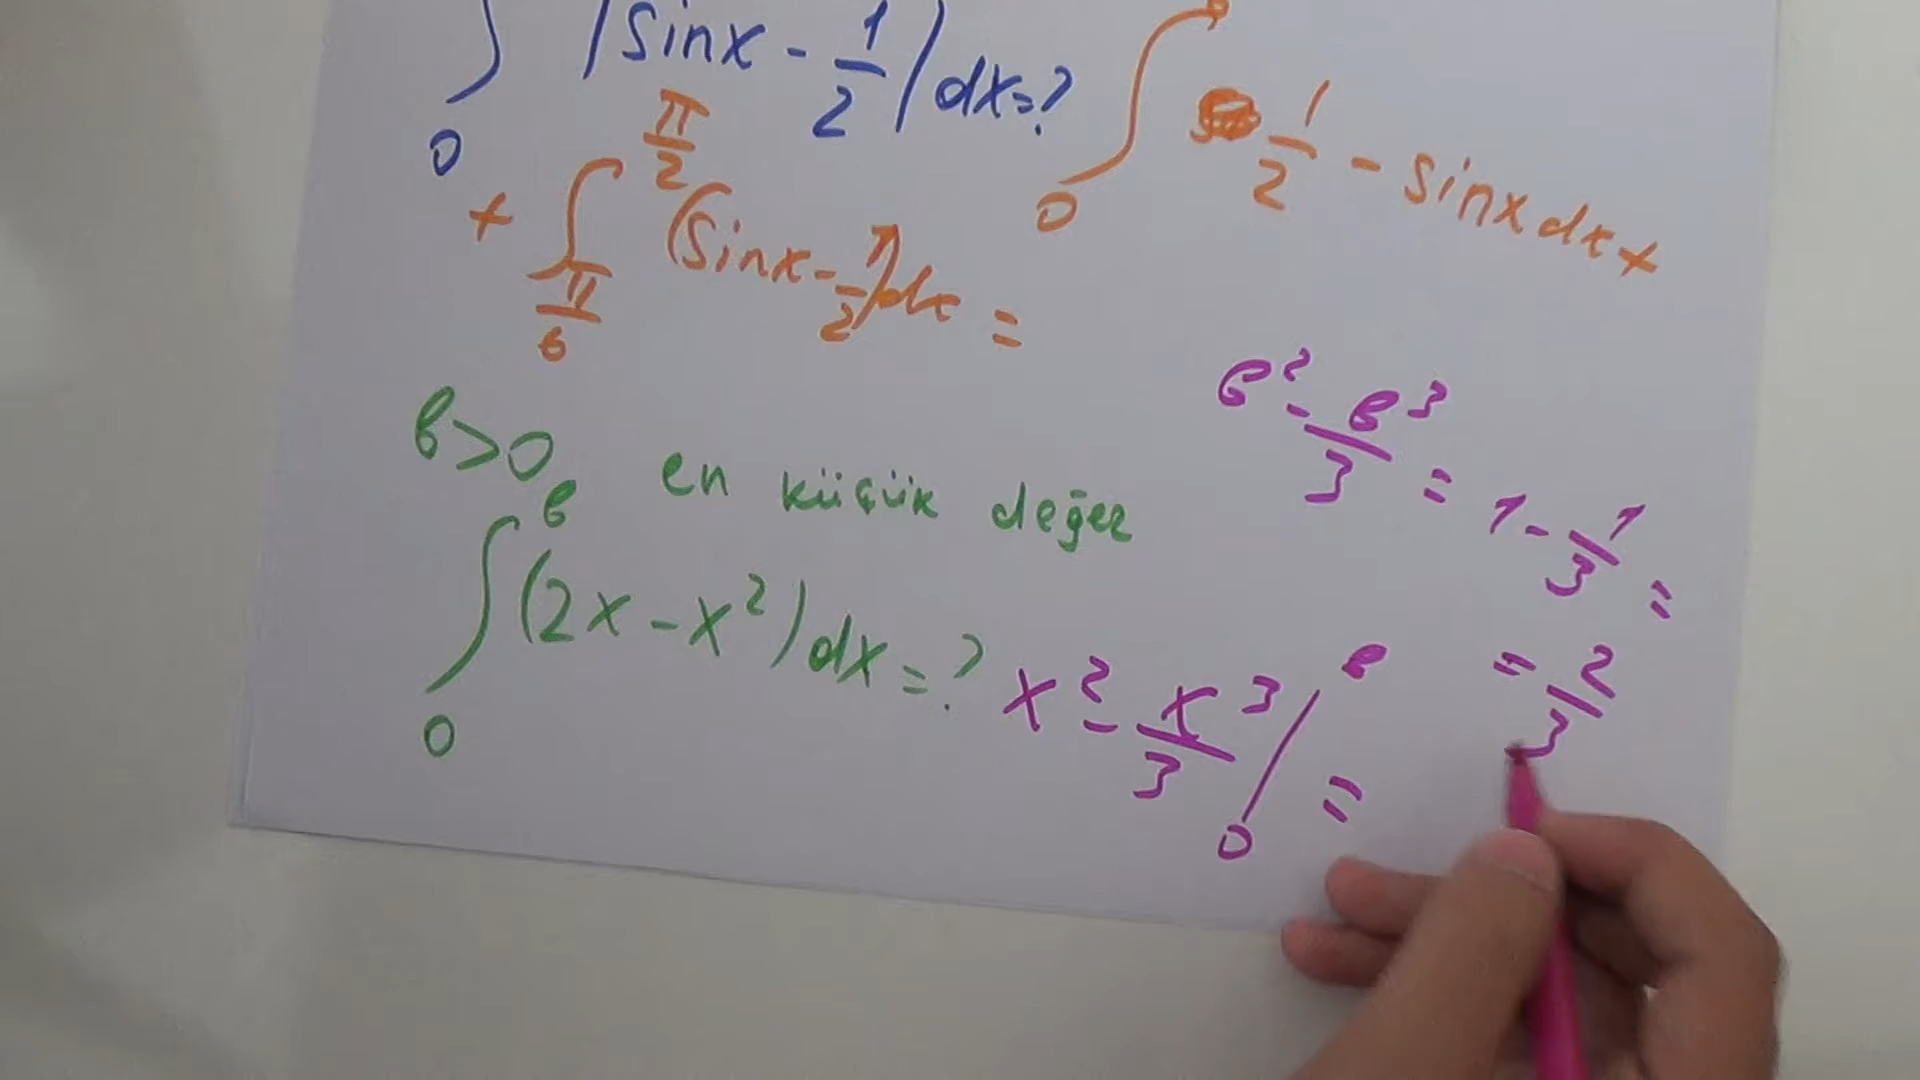 ∫₀ |sinx - 1/2| dx = ?
∫₀ 1/2 - sinx dx +
+ ∫_{π/6}^{π/2} (sinx - 1/2) dx =
b>0 en küçük değer
∫₀^b (2x - x²) dx = ?
x² - x³/3 |₀^b =
b² - b³/3 = 1 - 1/3 =
= 2/3